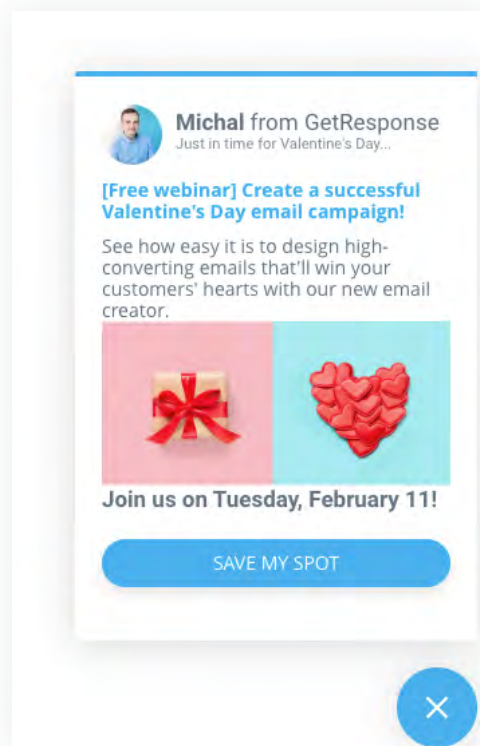 Michal from GetResponse
Just in time for Valentine's Day...
[Free webinar] Create a successful
Valentine's Day email campaign!
See how easy it is to design high-
converting emails that'll win your
customers' hearts with our new email
creator.
Join us on Tuesday, February 11!
SAVE MY SPOT